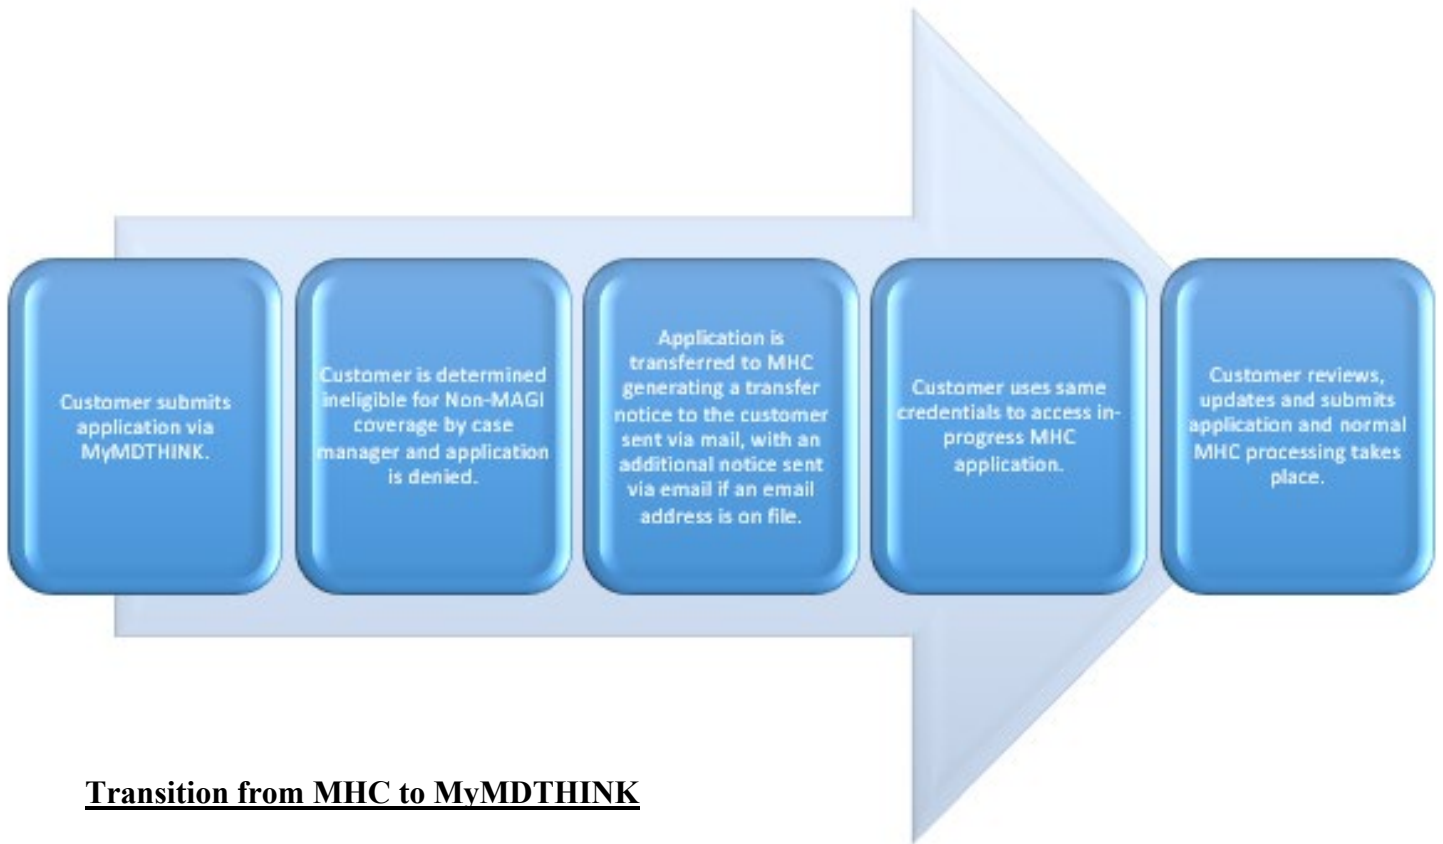 Customer submits
application via
MyMDTHINK.
Customer is determined
ineligible for Non-MAGI
coverage by case
manager and application
is denied.
Application is
transferred to MHC
generating a transfer
notice to the customer
sent via mail, with an
additional notice sent
via email if an email
address is on file.
Customer uses same
credentials to access in-
progress MHC
application.
Customer reviews,
updates and submits
application and normal
MHC processing takes
place.
Transition from MHC to MyMDTHINK